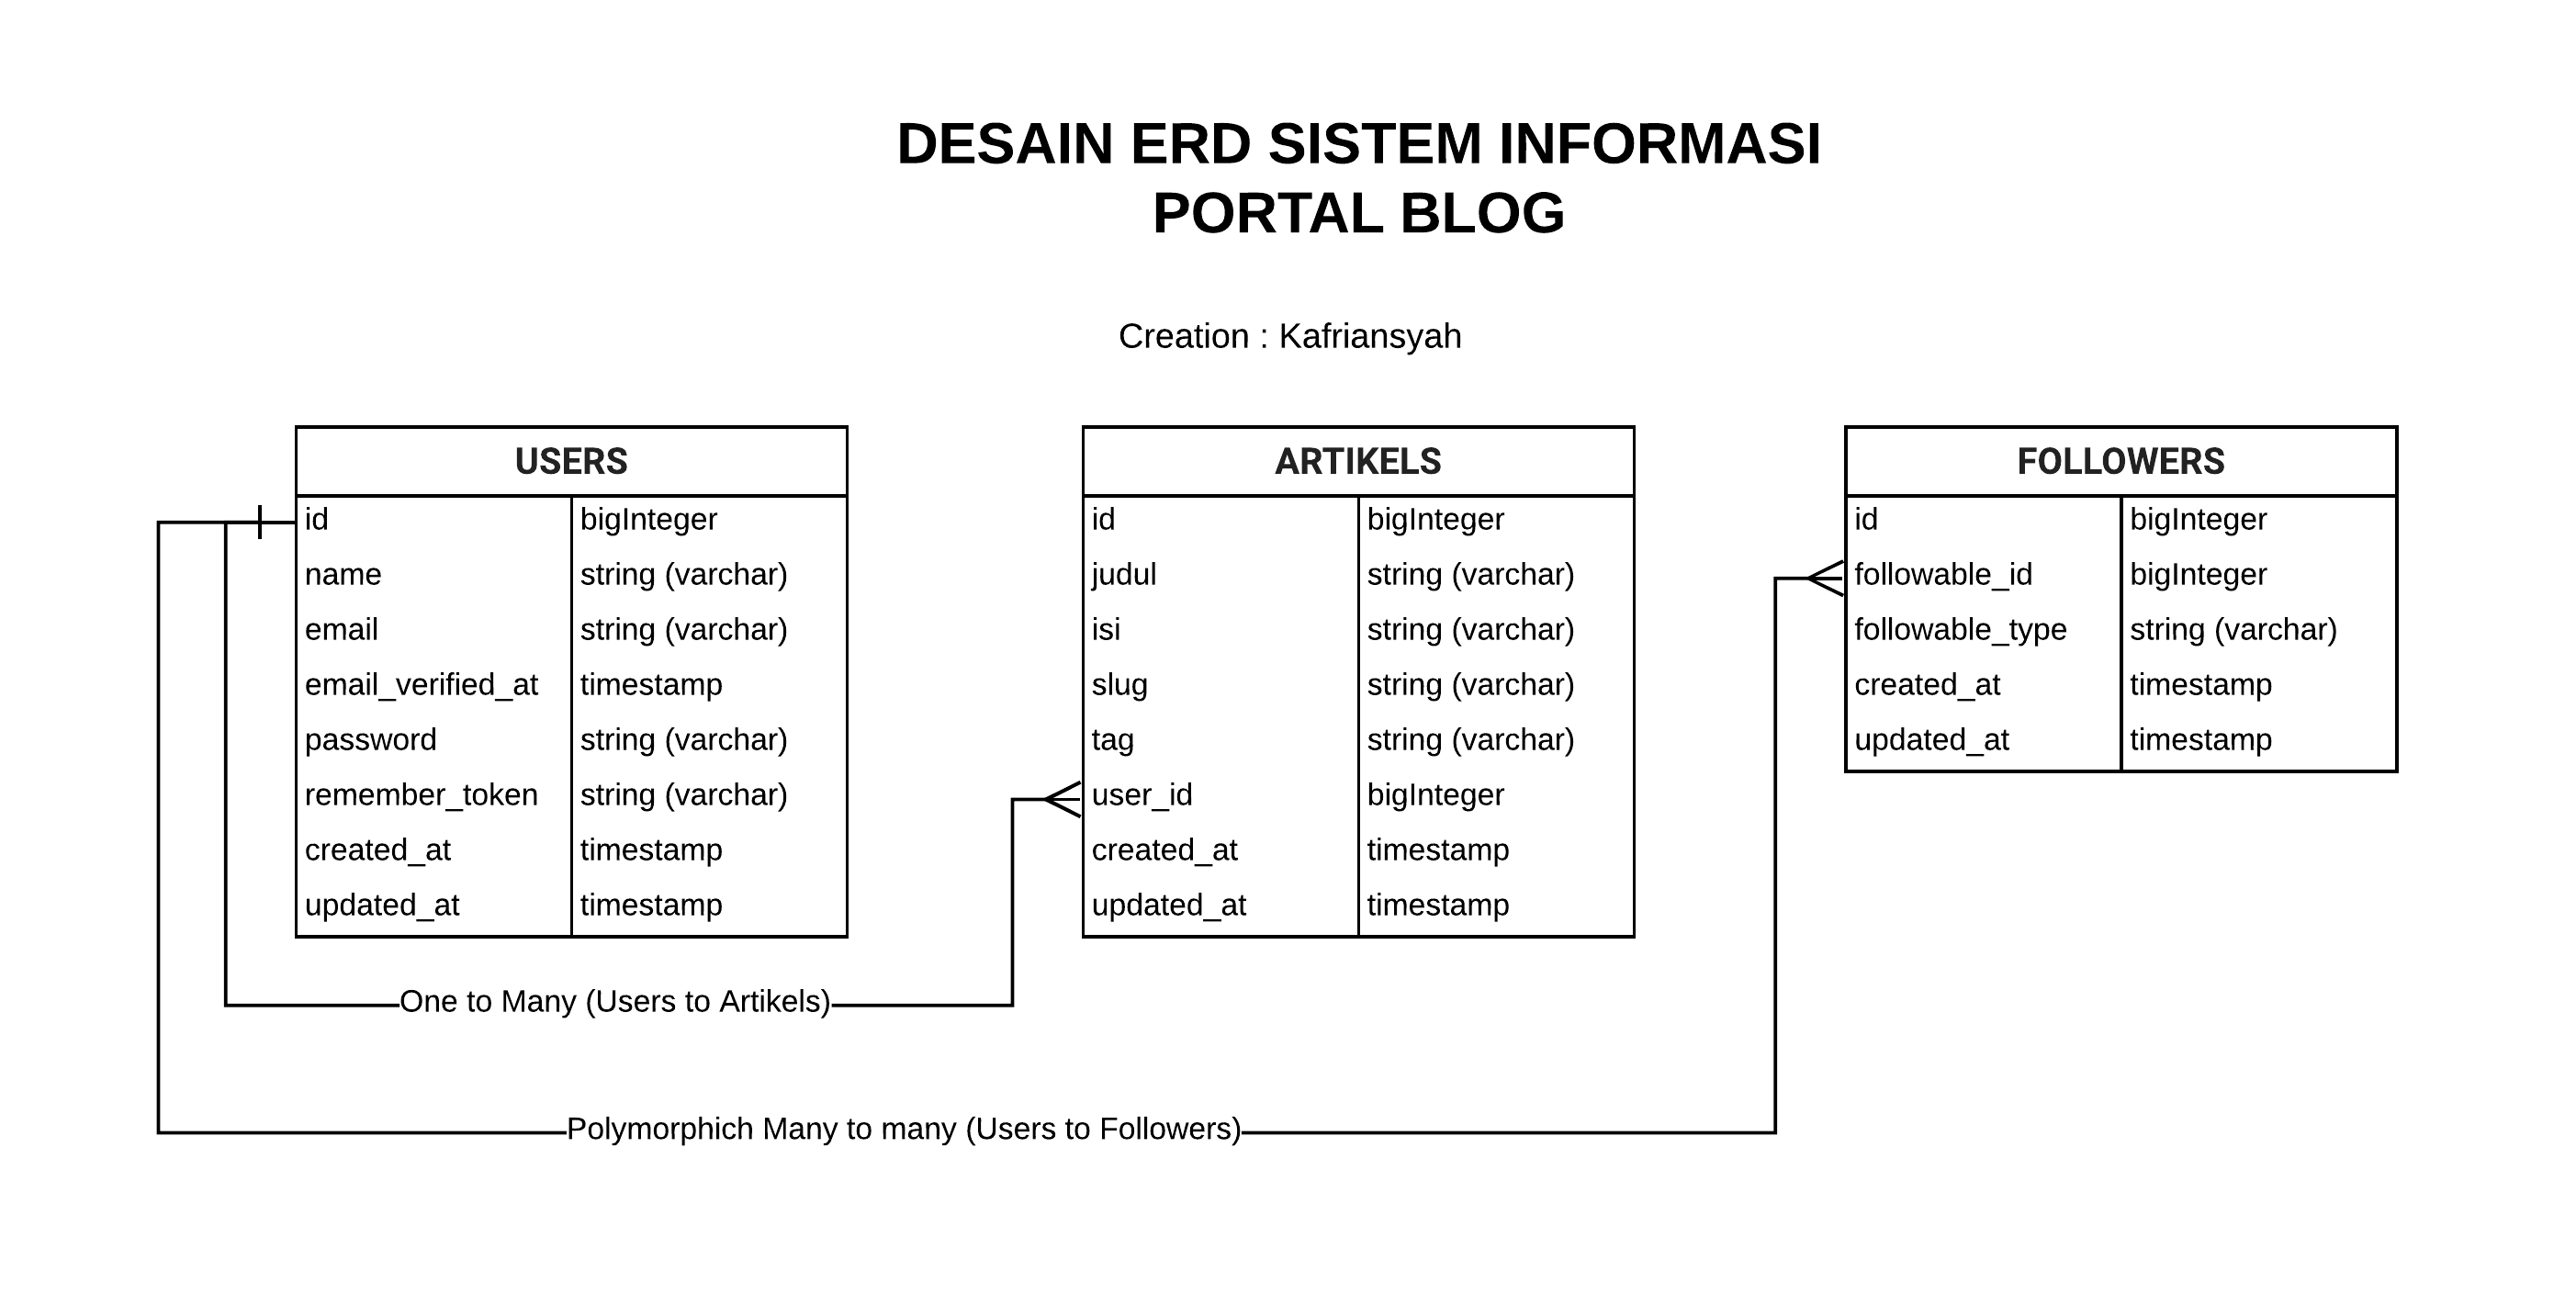 DESAIN ERD SISTEM INFORMASI
PORTAL BLOG
Creation : Kafriansyah
USERS
id bigInteger
name string (varchar)
email string (varchar)
email_verified_at timestamp
password string (varchar)
remember_token string (varchar)
created_at timestamp
updated_at timestamp
ARTIKELS
id bigInteger
judul string (varchar)
isi string (varchar)
slug string (varchar)
tag string (varchar)
user_id bigInteger
created_at timestamp
updated_at timestamp
FOLLOWERS
id bigInteger
followable_id bigInteger
followable_type string (varchar)
created_at timestamp
updated_at timestamp
One to Many (Users to Artikels)
Polymorphich Many to many (Users to Followers)